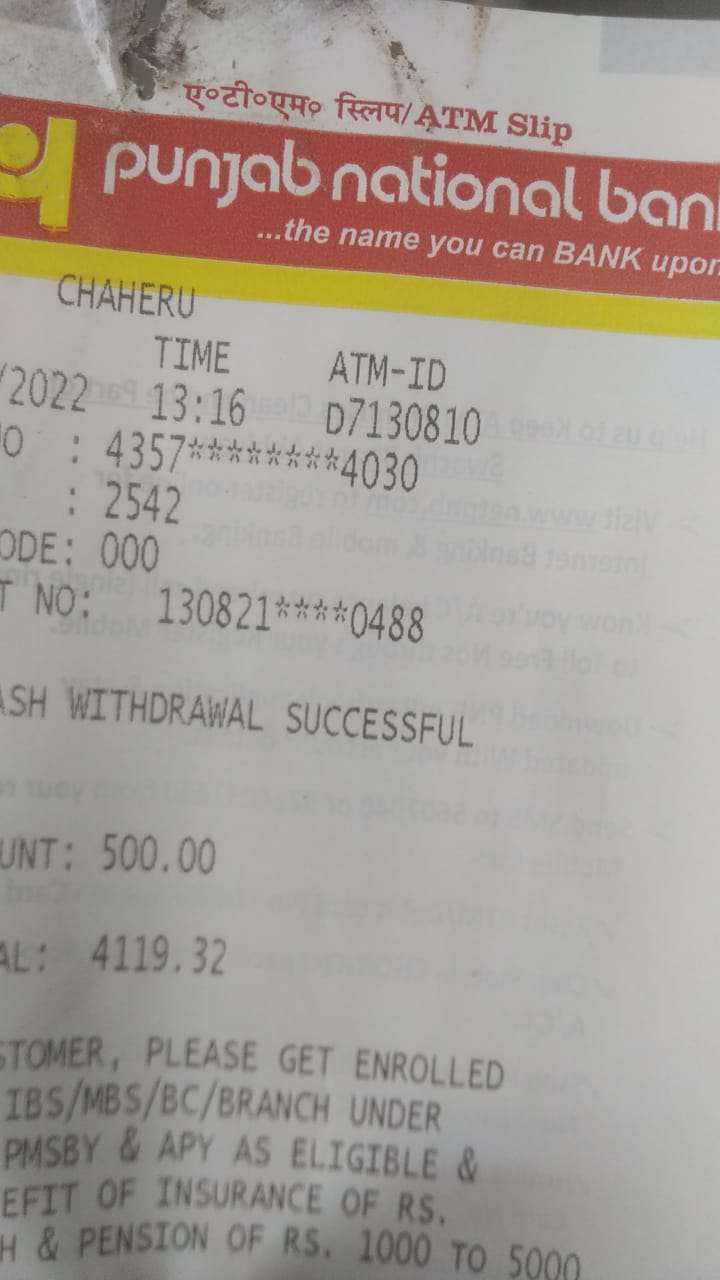 ए०टी०एम० स्लिप/ATM Slip
punjab national
...the name you can BANK upon
CHAHERU
TIME ATM-ID
/2022 13:16 D7130810
: 4357********4030
: 2542
ODE: 000
T NO: 130821****0488
ASH WITHDRAWAL SUCCESSFUL
UNT: 500.00
AL: 4119.32
STOMER, PLEASE GET ENROLLED
IBS/MBS/BC/BRANCH UNDER
PMSBY & APY AS ELIGIBLE &
EFIT OF INSURANCE OF RS.
H & PENSION OF RS. 1000 TO 5000